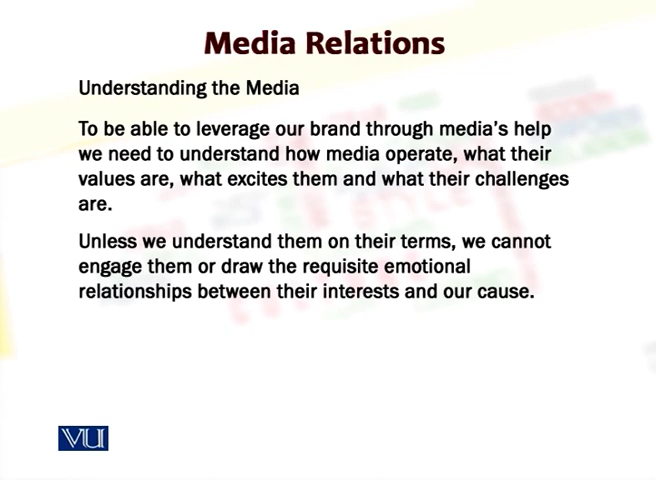 Media Relations
Understanding the Media
To be able to leverage our brand through media's help
we need to understand how media operate, what their
values are, what excites them and what their challenges
are.
Unless we understand them on their terms, we cannot
engage them or draw the requisite emotional
relationships between their interests and our cause.
VU